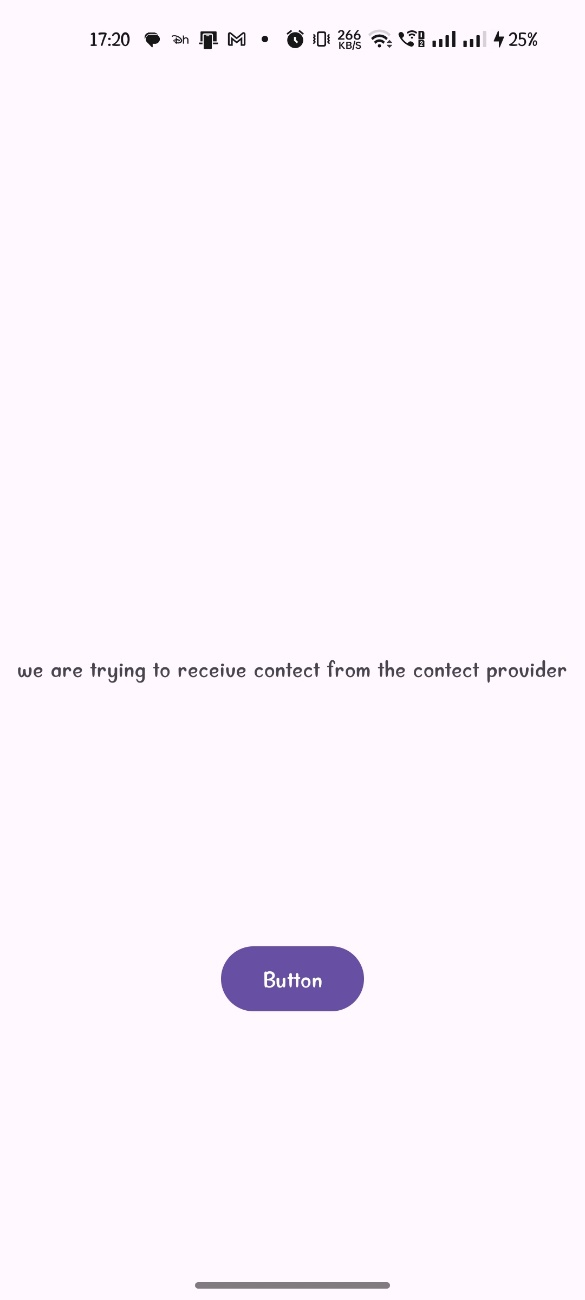 17:20
266
KB/S
25%
we are trying to receive contect from the contect provider
Button